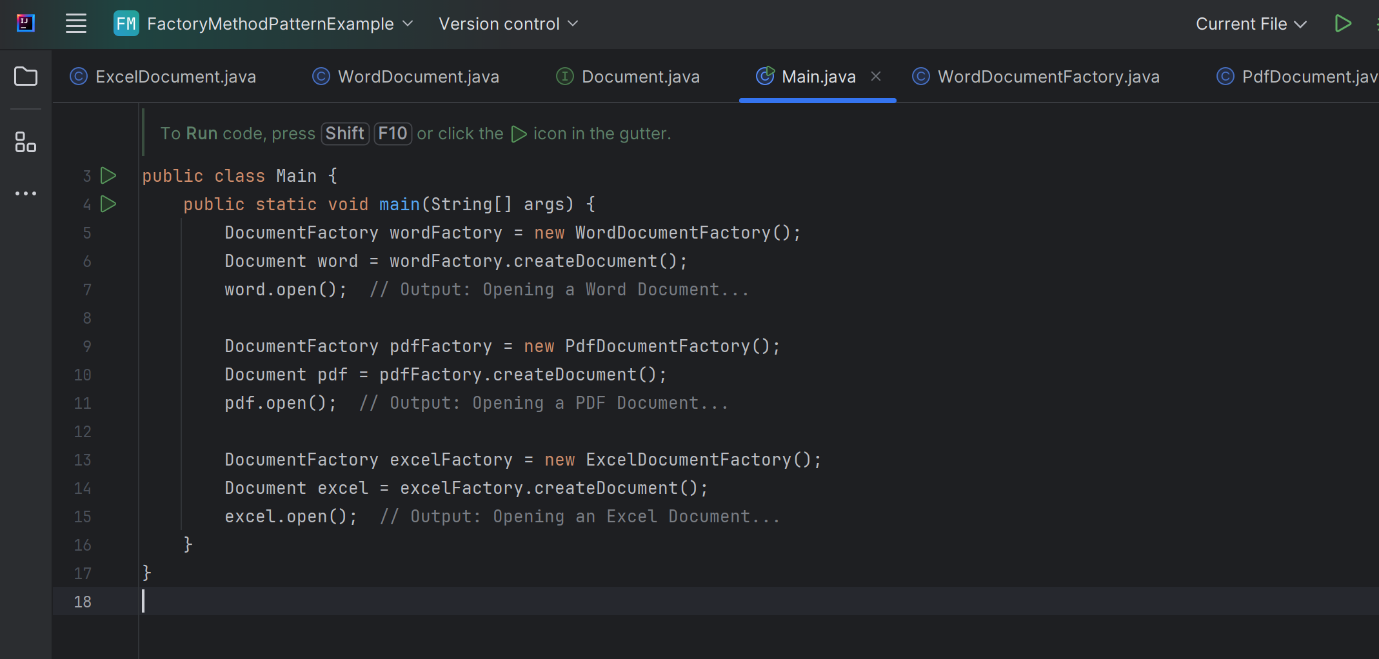 FM FactoryMethodPatternExample Version control Current File
ExcelDocument.java WordDocument.java Document.java Main.java WordDocumentFactory.java PdfDocument.jav
To Run code, press Shift F10 or click the icon in the gutter.
3 public class Main {
4 public static void main(String[] args) {
5 DocumentFactory wordFactory = new WordDocumentFactory();
6 Document word = wordFactory.createDocument();
7 word.open();  // Output: Opening a Word Document...
8
9 DocumentFactory pdfFactory = new PdfDocumentFactory();
10 Document pdf = pdfFactory.createDocument();
11 pdf.open();  // Output: Opening a PDF Document...
12
13 DocumentFactory excelFactory = new ExcelDocumentFactory();
14 Document excel = excelFactory.createDocument();
15 excel.open();  // Output: Opening an Excel Document...
16 }
17 }
18